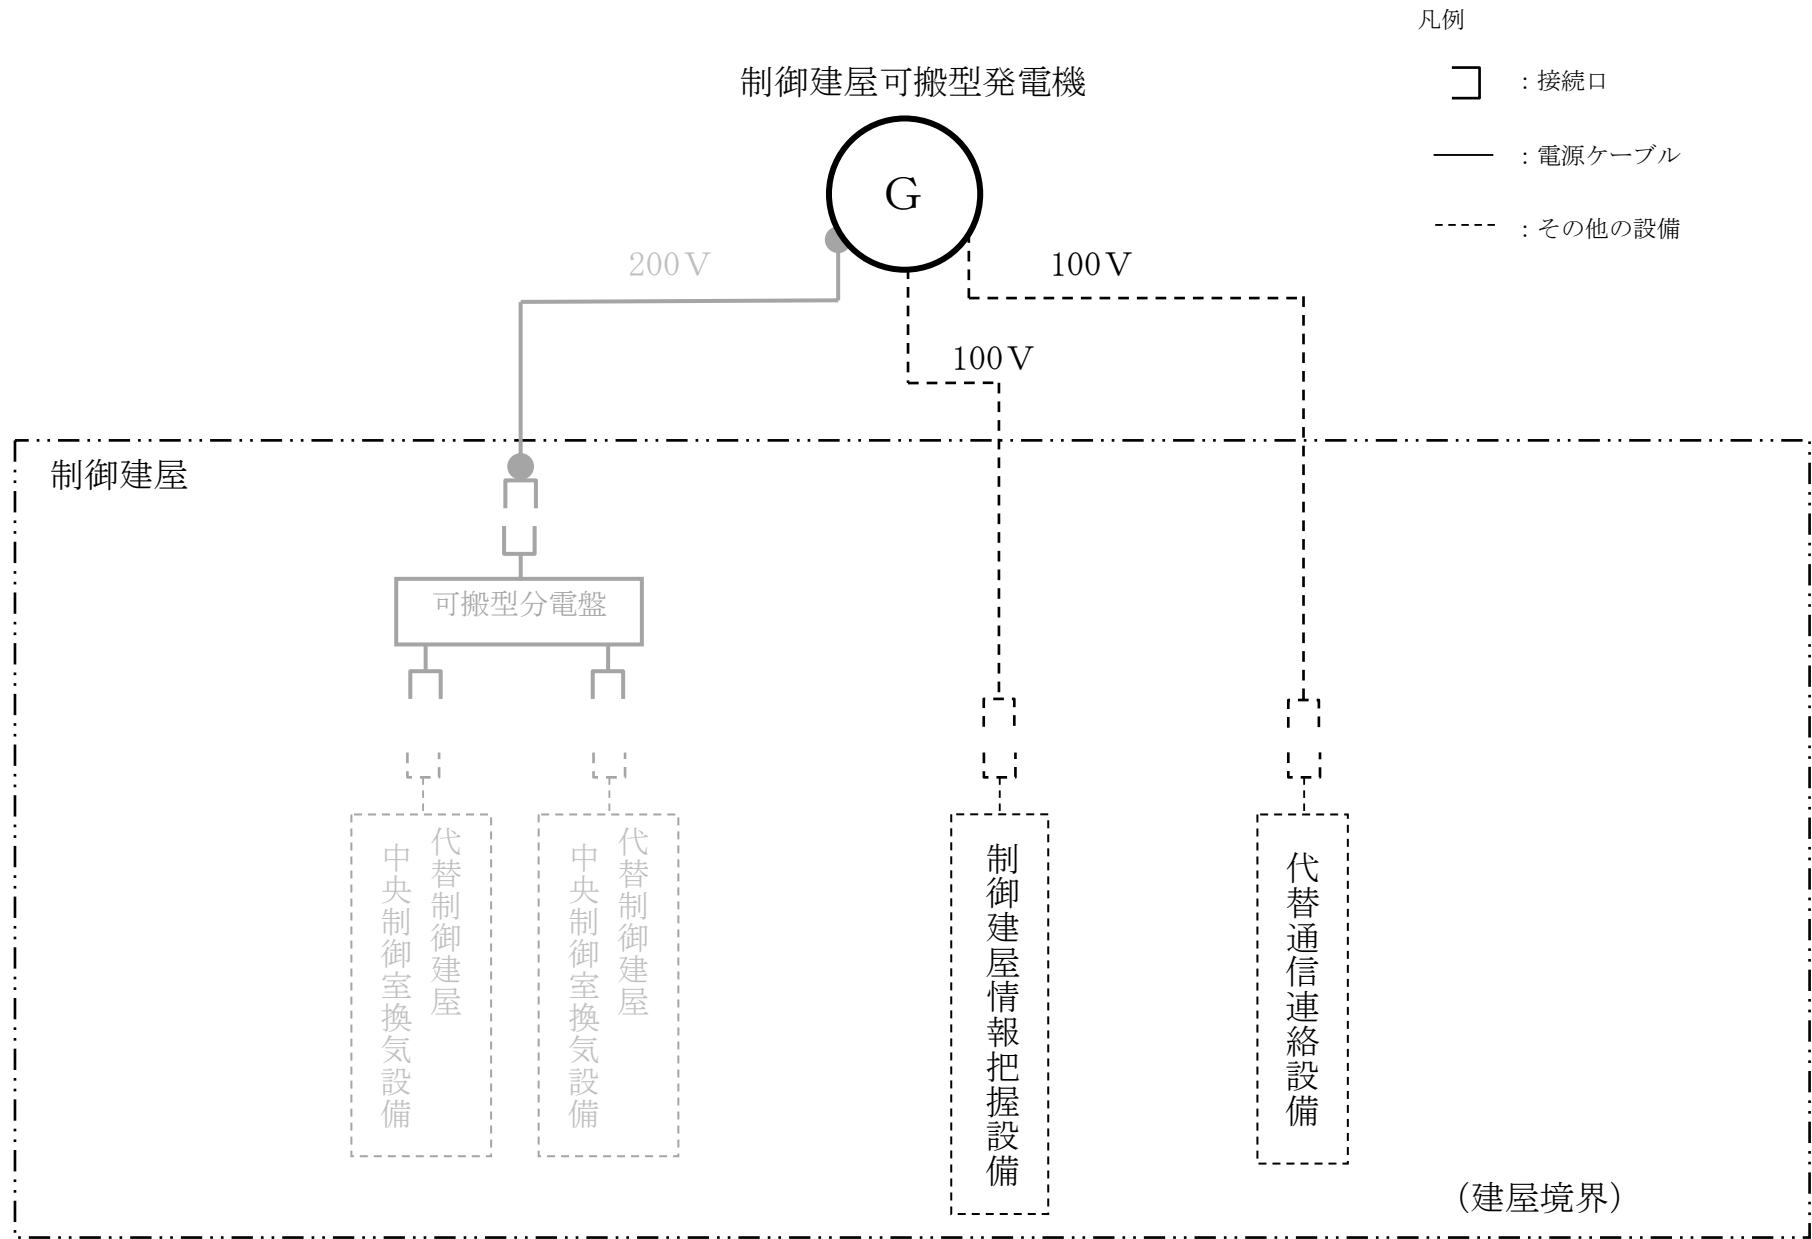 凡例
：接続口
：電源ケーブル
：その他の設備
制御建屋可搬型発電機
G
200V
100V
100V
制御建屋
可搬型分電盤
代替制御建屋
中央制御室換気設備
代替制御建屋
中央制御室換気設備
制御建屋情報把握設備
代替通信連絡設備
（建屋境界）